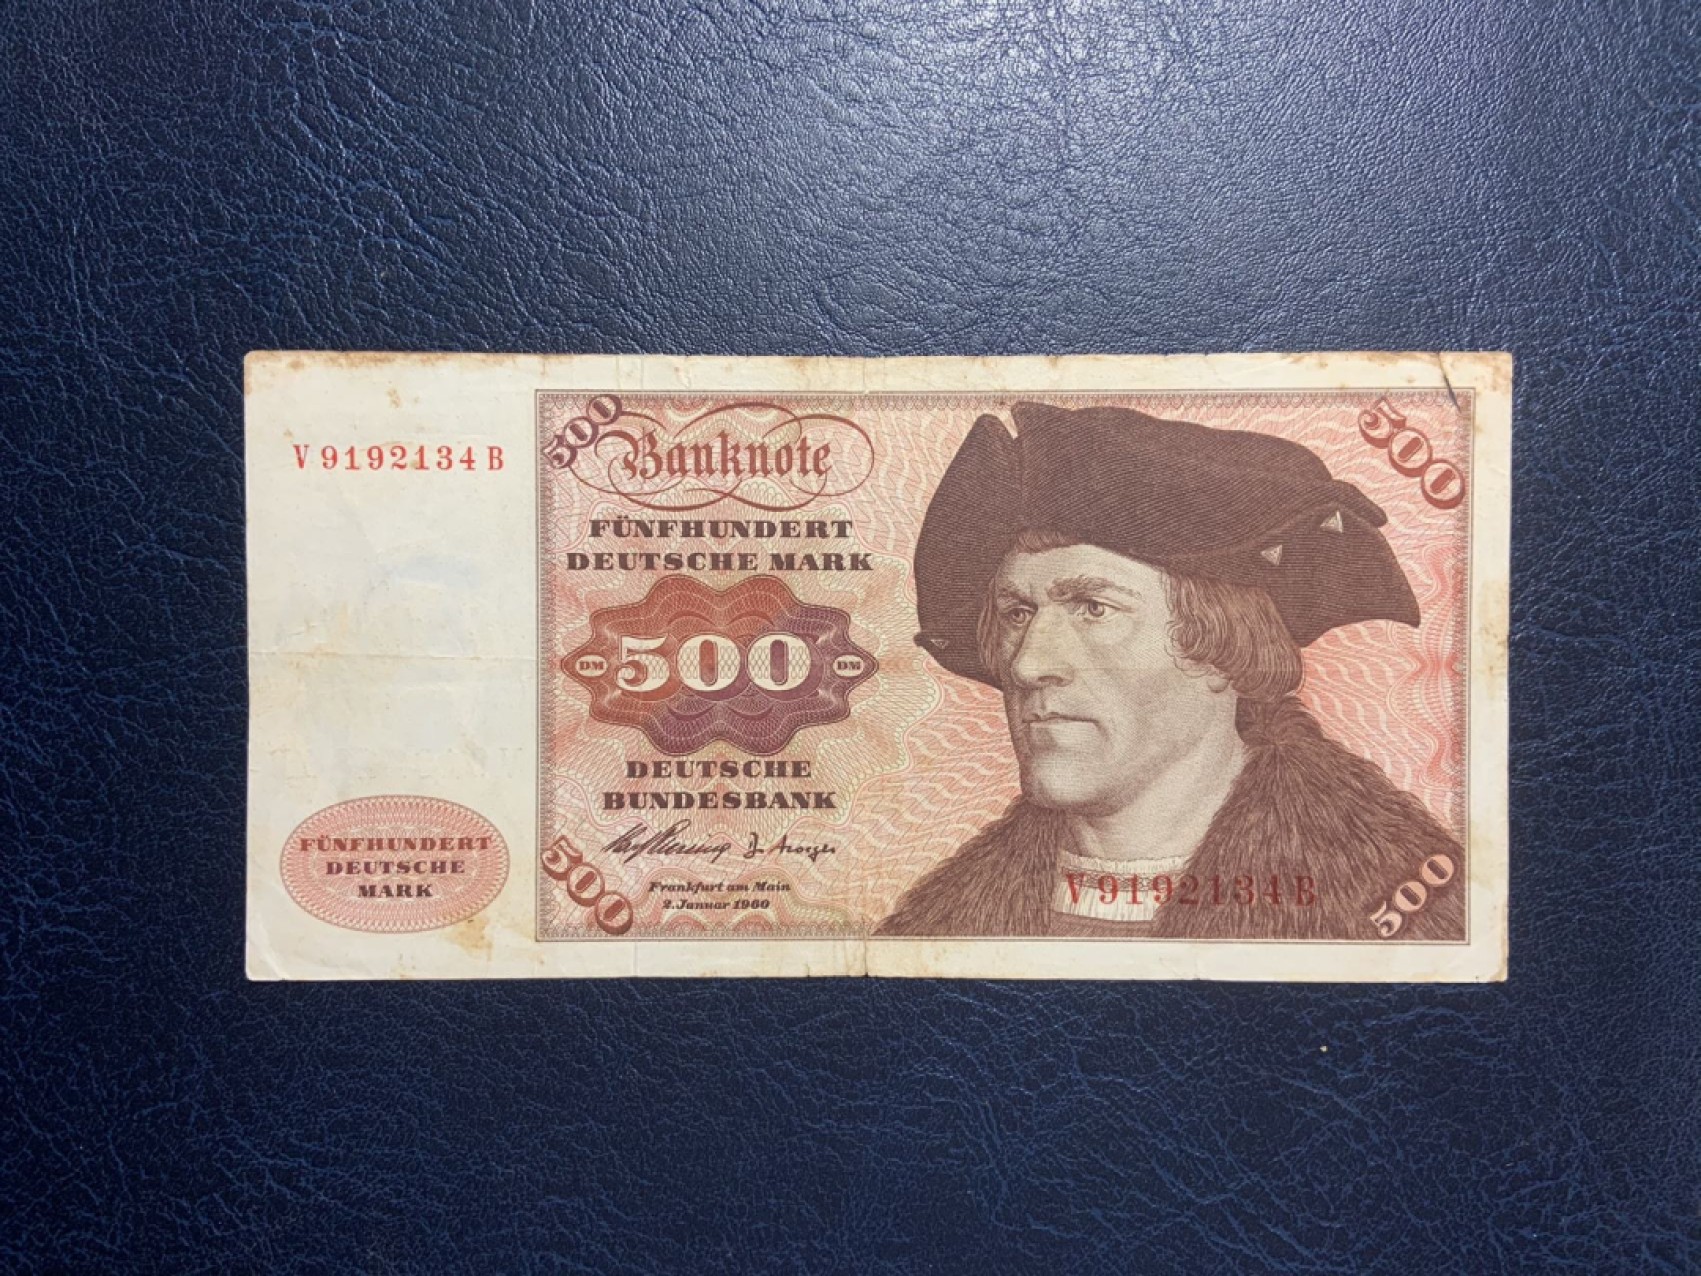 V 9192134 B
500
Banknote
500
FÜNFHUNDERT
DEUTSCHE MARK
DM 500 DM
DEUTSCHE
BUNDESBANK
Frankfurt am Main
2. Januar 1960
FÜNFHUNDERT
DEUTSCHE
MARK
500
V 9192134 B
500